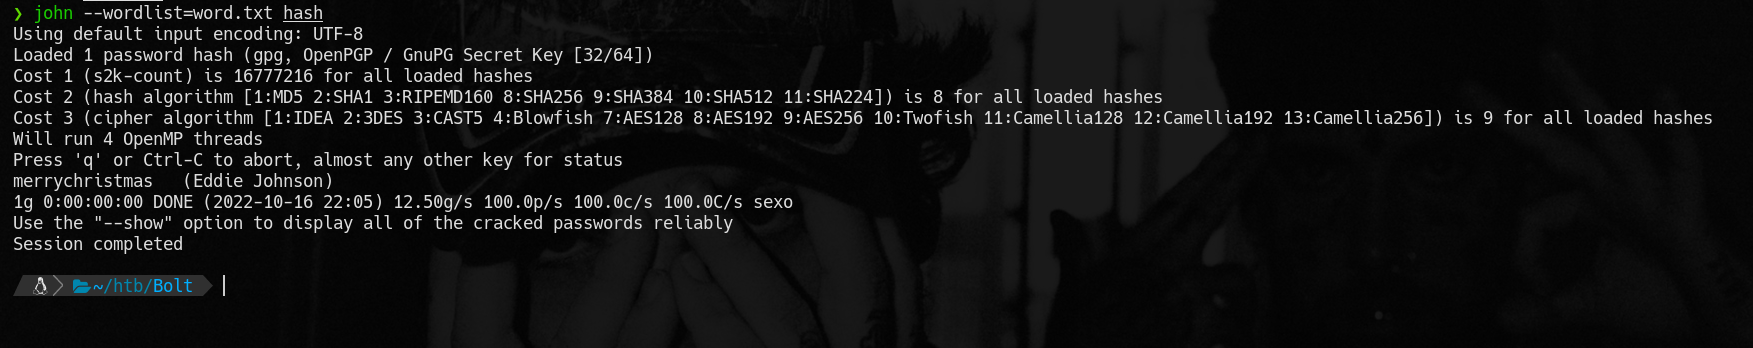 ❯ john --wordlist=word.txt hash
Using default input encoding: UTF-8
Loaded 1 password hash (gpg, OpenPGP / GnuPG Secret Key [32/64])
Cost 1 (s2k-count) is 16777216 for all loaded hashes
Cost 2 (hash algorithm [1:MD5 2:SHA1 3:RIPEMD160 8:SHA256 9:SHA384 10:SHA512 11:SHA224]) is 8 for all loaded hashes
Cost 3 (cipher algorithm [1:IDEA 2:3DES 3:CAST5 4:Blowfish 7:AES128 8:AES192 9:AES256 10:Twofish 11:Camellia128 12:Camellia192 13:Camellia256]) is 9 for all loaded hashes
Will run 4 OpenMP threads
Press 'q' or Ctrl-C to abort, almost any other key for status
merrychristmas   (Eddie Johnson)
1g 0:00:00:00 DONE (2022-10-16 22:05) 12.50g/s 100.0p/s 100.0c/s 100.0C/s sexo
Use the "--show" option to display all of the cracked passwords reliably
Session completed
~/htb/Bolt